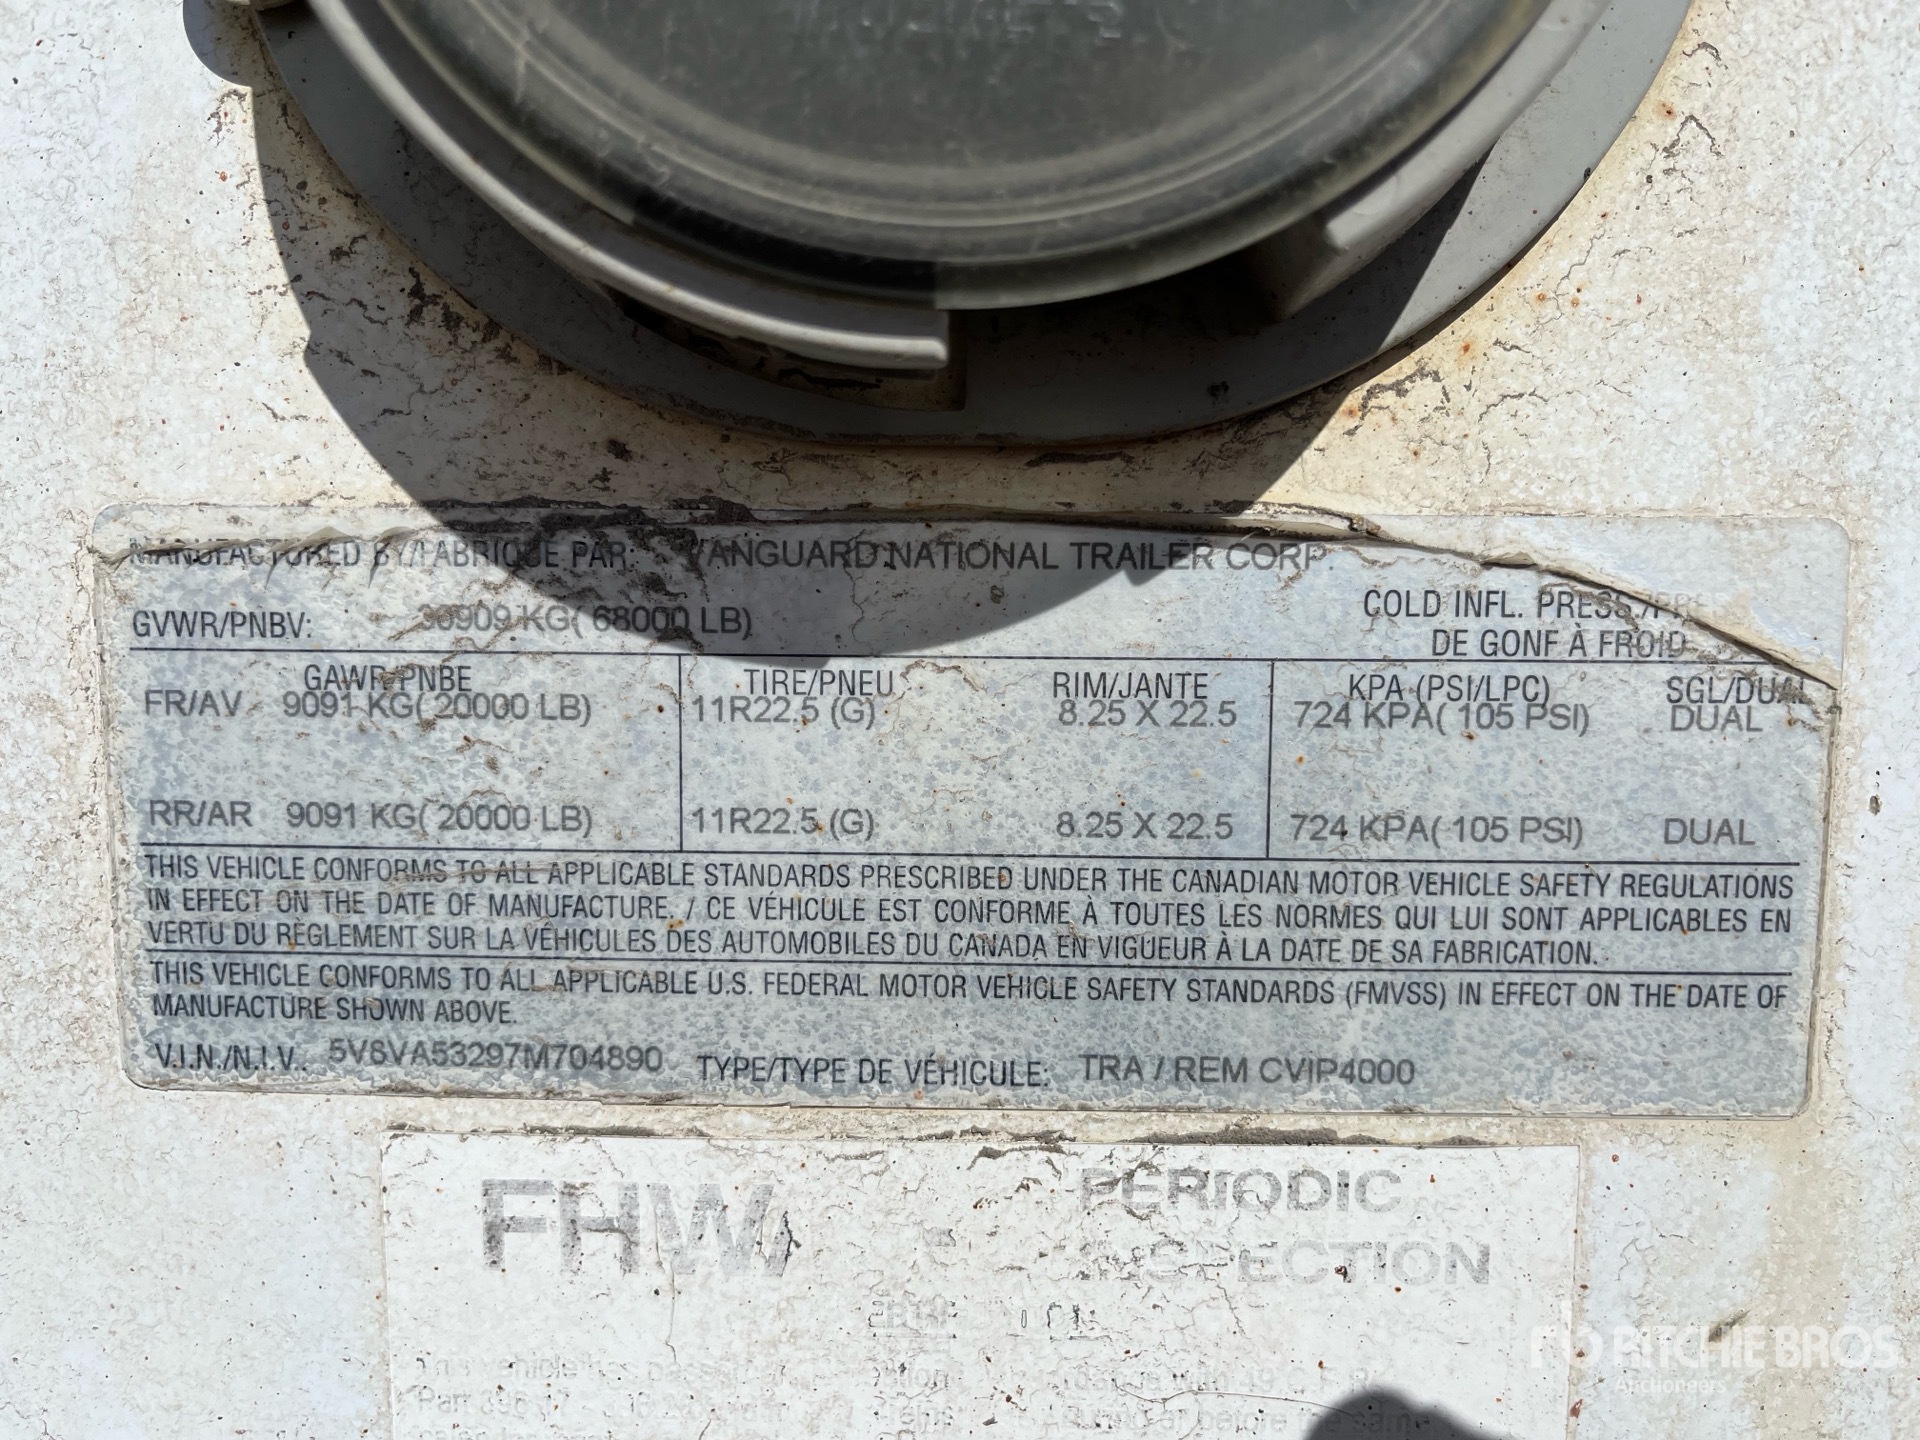 MANUFACTURED BY/FABRIQUE PAR: VANGUARD NATIONAL TRAILER CORP.
GVWR/PNBV: 30909 KG( 68000 LB)
COLD INFL. PRESS./PRES
DE GONF À FROID
GAWR/PNBE TIRE/PNEU RIM/JANTE KPA (PSI/LPC) SGL/DUAL
FR/AV 9091 KG( 20000 LB) 11R22.5 (G) 8.25 X 22.5 724 KPA( 105 PSI) DUAL
RR/AR 9091 KG( 20000 LB) 11R22.5 (G) 8.25 X 22.5 724 KPA( 105 PSI) DUAL
THIS VEHICLE CONFORMS TO ALL APPLICABLE STANDARDS PRESCRIBED UNDER THE CANADIAN MOTOR VEHICLE SAFETY REGULATIONS
IN EFFECT ON THE DATE OF MANUFACTURE. / CE VÉHICULE EST CONFORME À TOUTES LES NORMES QUI LUI SONT APPLICABLES EN
VERTU DU RÈGLEMENT SUR LA VÉHICULES DES AUTOMOBILES DU CANADA EN VIGUEUR À LA DATE DE SA FABRICATION.
THIS VEHICLE CONFORMS TO ALL APPLICABLE U.S. FEDERAL MOTOR VEHICLE SAFETY STANDARDS (FMVSS) IN EFFECT ON THE DATE OF
MANUFACTURE SHOWN ABOVE.
V.I.N./N.I.V.: 5V8VA53297M704890 TYPE/TYPE DE VÉHICULE: TRA / REM CVIP4000
FHW PERIODIC
INSPECTION
RITCHIE BROS
Auctioneers